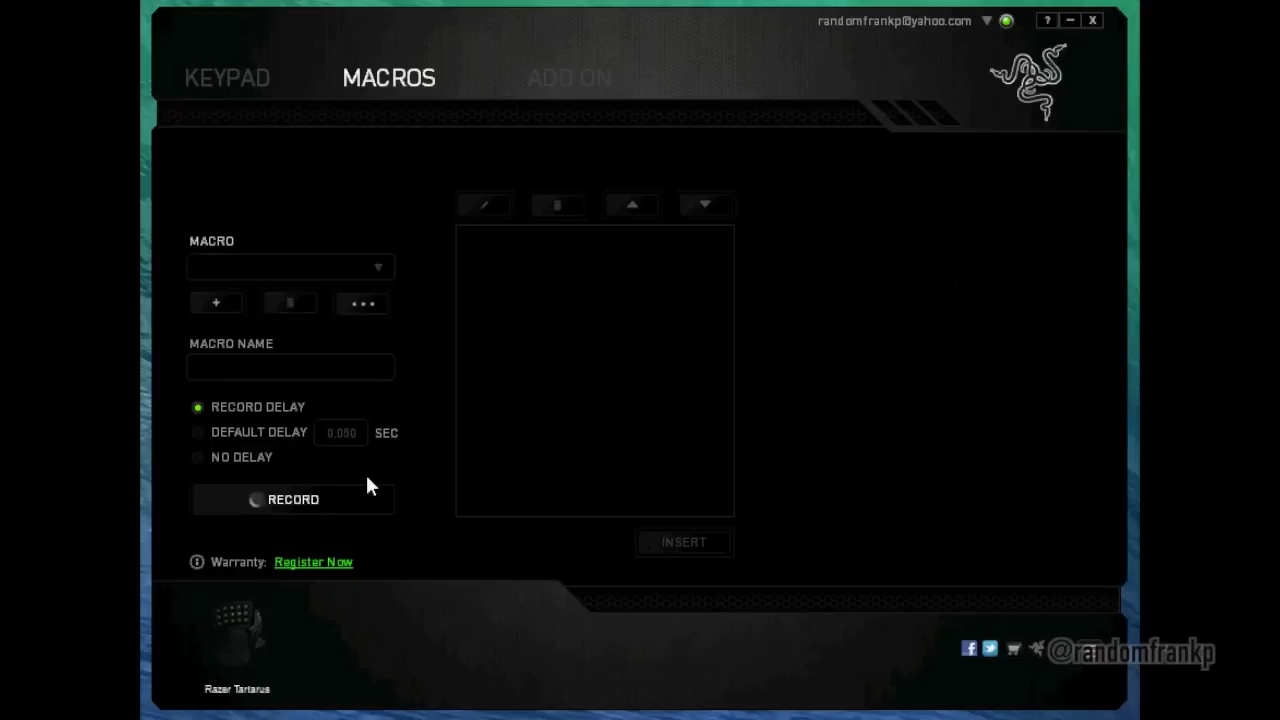 randomfrankp@yahoo.com
?
X
KEYPAD
MACROS
ADD ON
MACRO
+
...
MACRO NAME
RECORD DELAY
DEFAULT DELAY 0.050 SEC
NO DELAY
RECORD
INSERT
Warranty: Register Now
Razer Tartarus
@randomfrankp